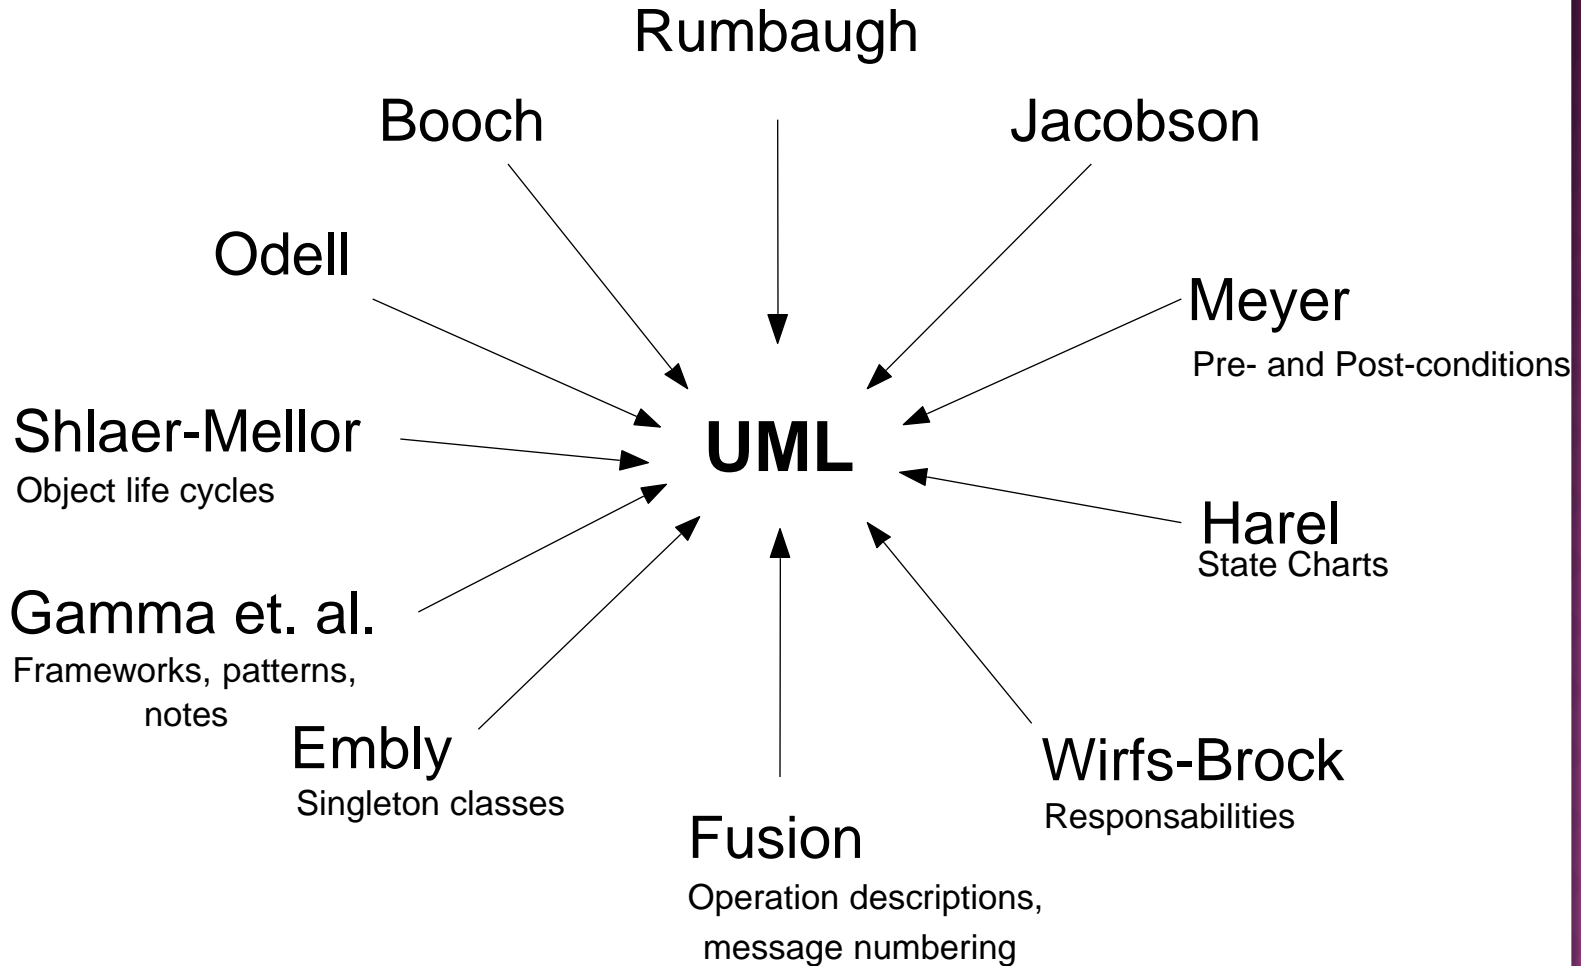 Rumbaugh
Booch
Jacobson
Odell
Meyer
Pre- and Post-conditions
Shlaer-Mellor
Object life cycles
UML
Harel
State Charts
Gamma et. al.
Frameworks, patterns,
notes
Embly
Singleton classes
Wirfs-Brock
Responsabilities
Fusion
Operation descriptions,
message numbering